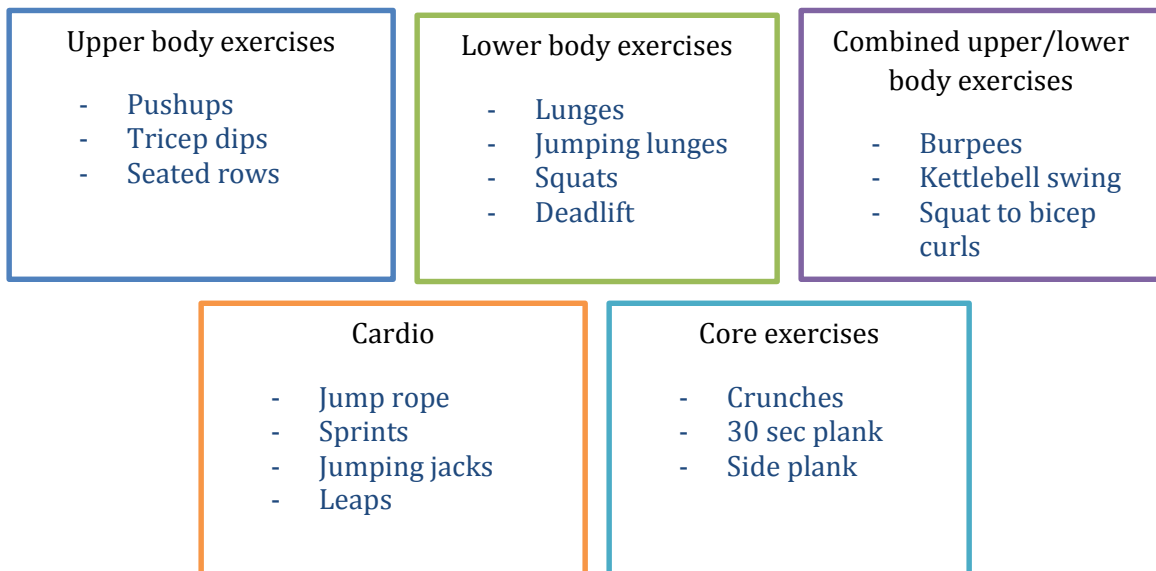 Upper body exercises
- Pushups
- Tricep dips
- Seated rows
Lower body exercises
- Lunges
- Jumping lunges
- Squats
- Deadlift
Combined upper/lower
body exercises
- Burpees
- Kettlebell swing
- Squat to bicep
curls
Cardio
- Jump rope
- Sprints
- Jumping jacks
- Leaps
Core exercises
- Crunches
- 30 sec plank
- Side plank